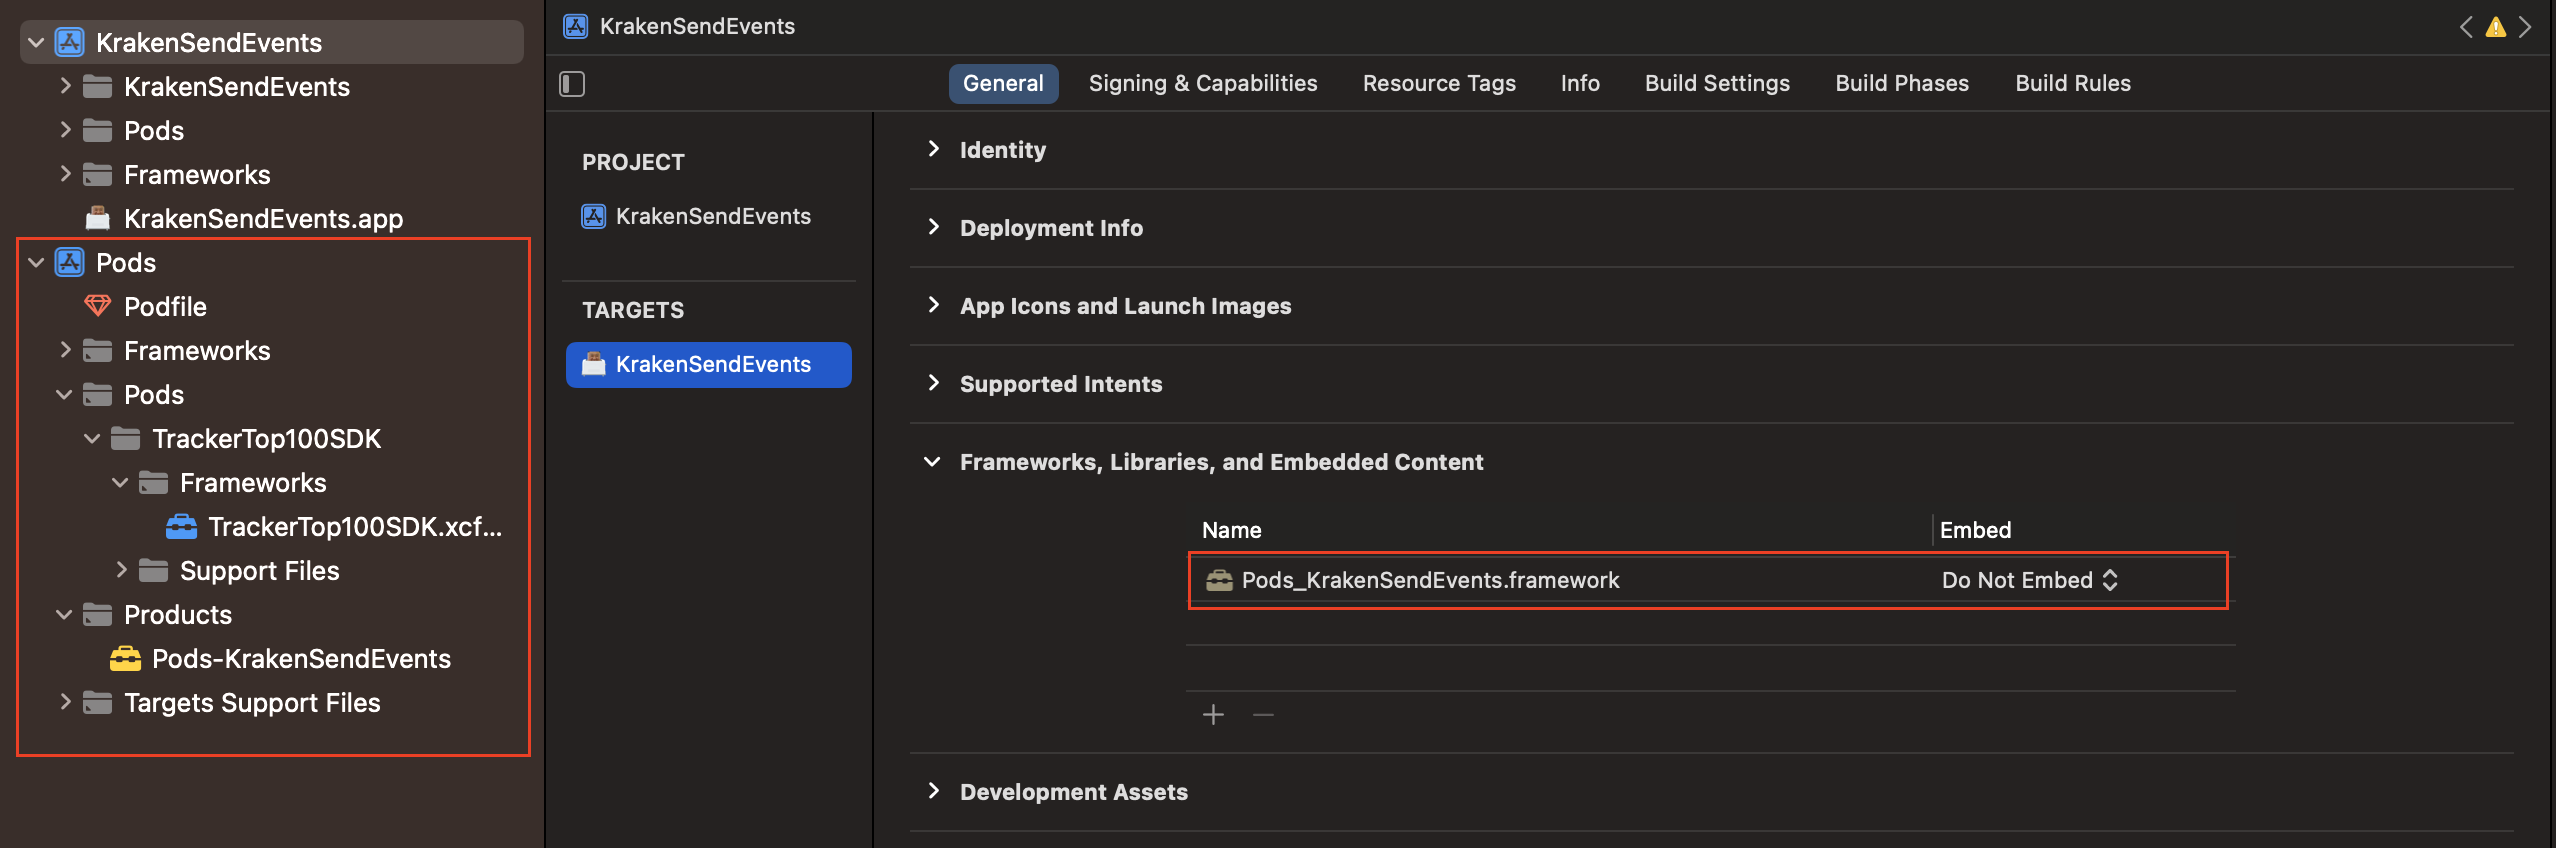 KrakenSendEvents
KrakenSendEvents
Pods
Frameworks
KrakenSendEvents.app
Pods
Podfile
Frameworks
Pods
TrackerTop100SDK
Frameworks
TrackerTop100SDK.xcf...
Support Files
Products
Pods-KrakenSendEvents
Targets Support Files
KrakenSendEvents
General Signing & Capabilities Resource Tags Info Build Settings Build Phases Build Rules
PROJECT
KrakenSendEvents
TARGETS
KrakenSendEvents
Identity
Deployment Info
App Icons and Launch Images
Supported Intents
Frameworks, Libraries, and Embedded Content
Name Embed
Pods_KrakenSendEvents.framework Do Not Embed
Development Assets